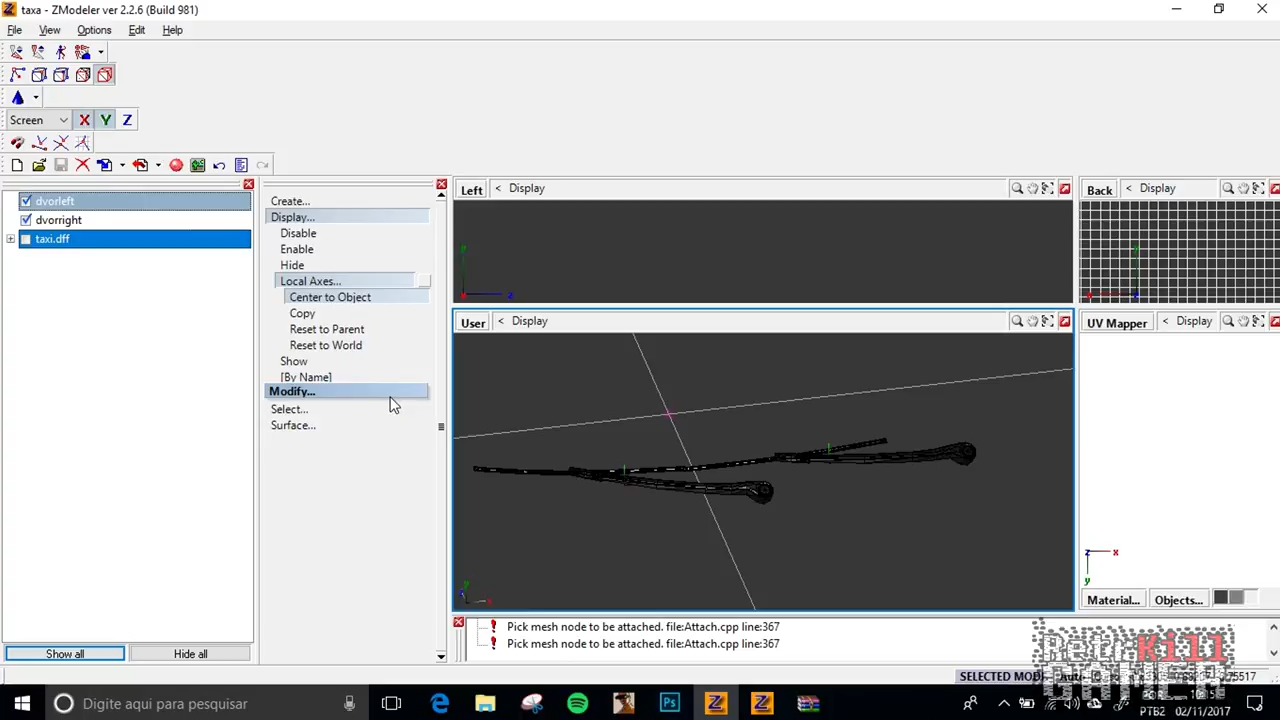 taxa - ZModeler ver 2.2.6 (Build 981)
File View Options Edit Help
Screen X Y Z
dvorleft
dvorright
taxi.dff
Show all Hide all
Create...
Display...
Disable
Enable
Hide
Local Axes...
Center to Object
Copy
Reset to Parent
Reset to World
Show
[By Name]
Modify...
Select...
Surface...
Left < Display
y
z
Back < Display
User < Display
UV Mapper < Display
z x
y
Material... Objects...
Pick mesh node to be attached. file:Attach.cpp line:367
Pick mesh node to be attached. file:Attach.cpp line:367
RetrKill
GAMER
SELECTED MOD
Digite aqui para pesquisar
PTB2 02/11/2017